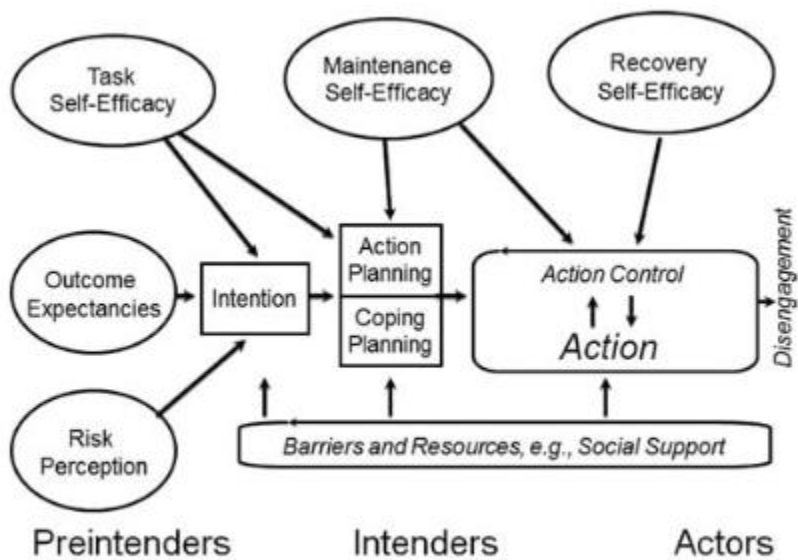 Task
Self-Efficacy
Maintenance
Self-Efficacy
Recovery
Self-Efficacy
Outcome
Expectancies
Intention
Action
Planning
Coping
Planning
Action Control
Action
Disengagement
Risk
Perception
Barriers and Resources, e.g., Social Support
Preintenders
Intenders
Actors